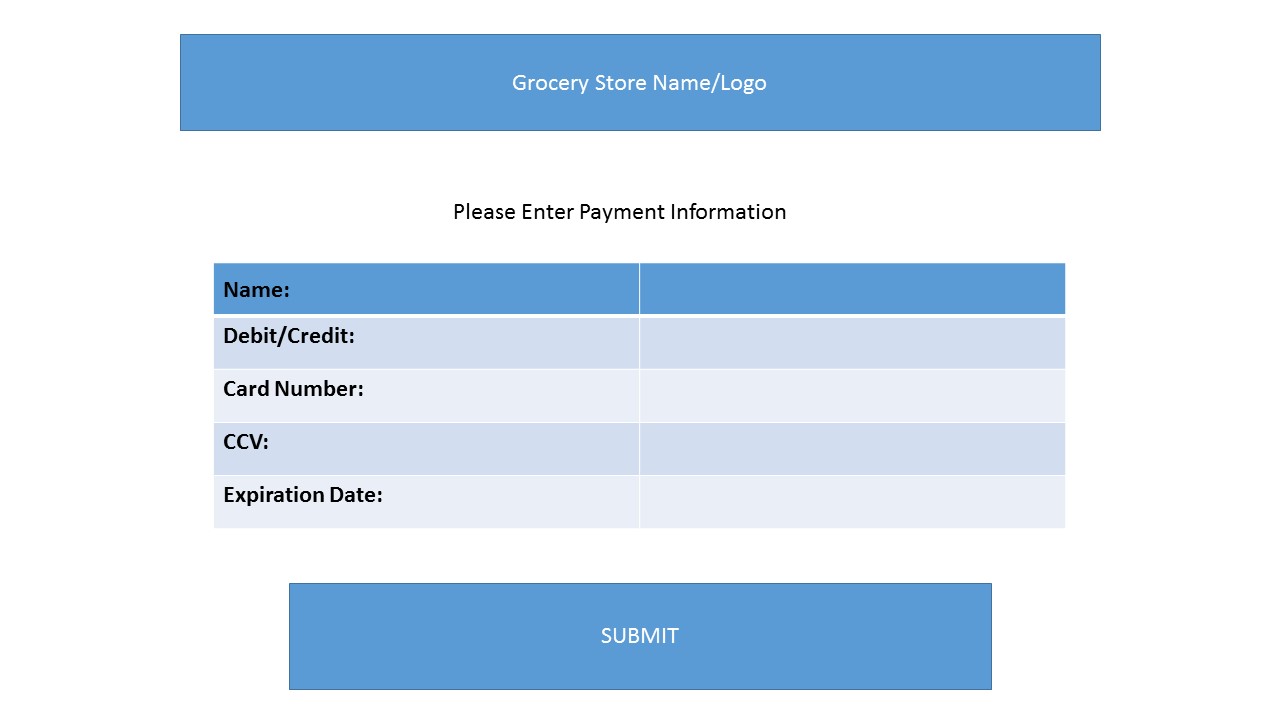 Grocery Store Name/Logo
Please Enter Payment Information
Name:
Debit/Credit:
Card Number:
CCV:
Expiration Date:
SUBMIT